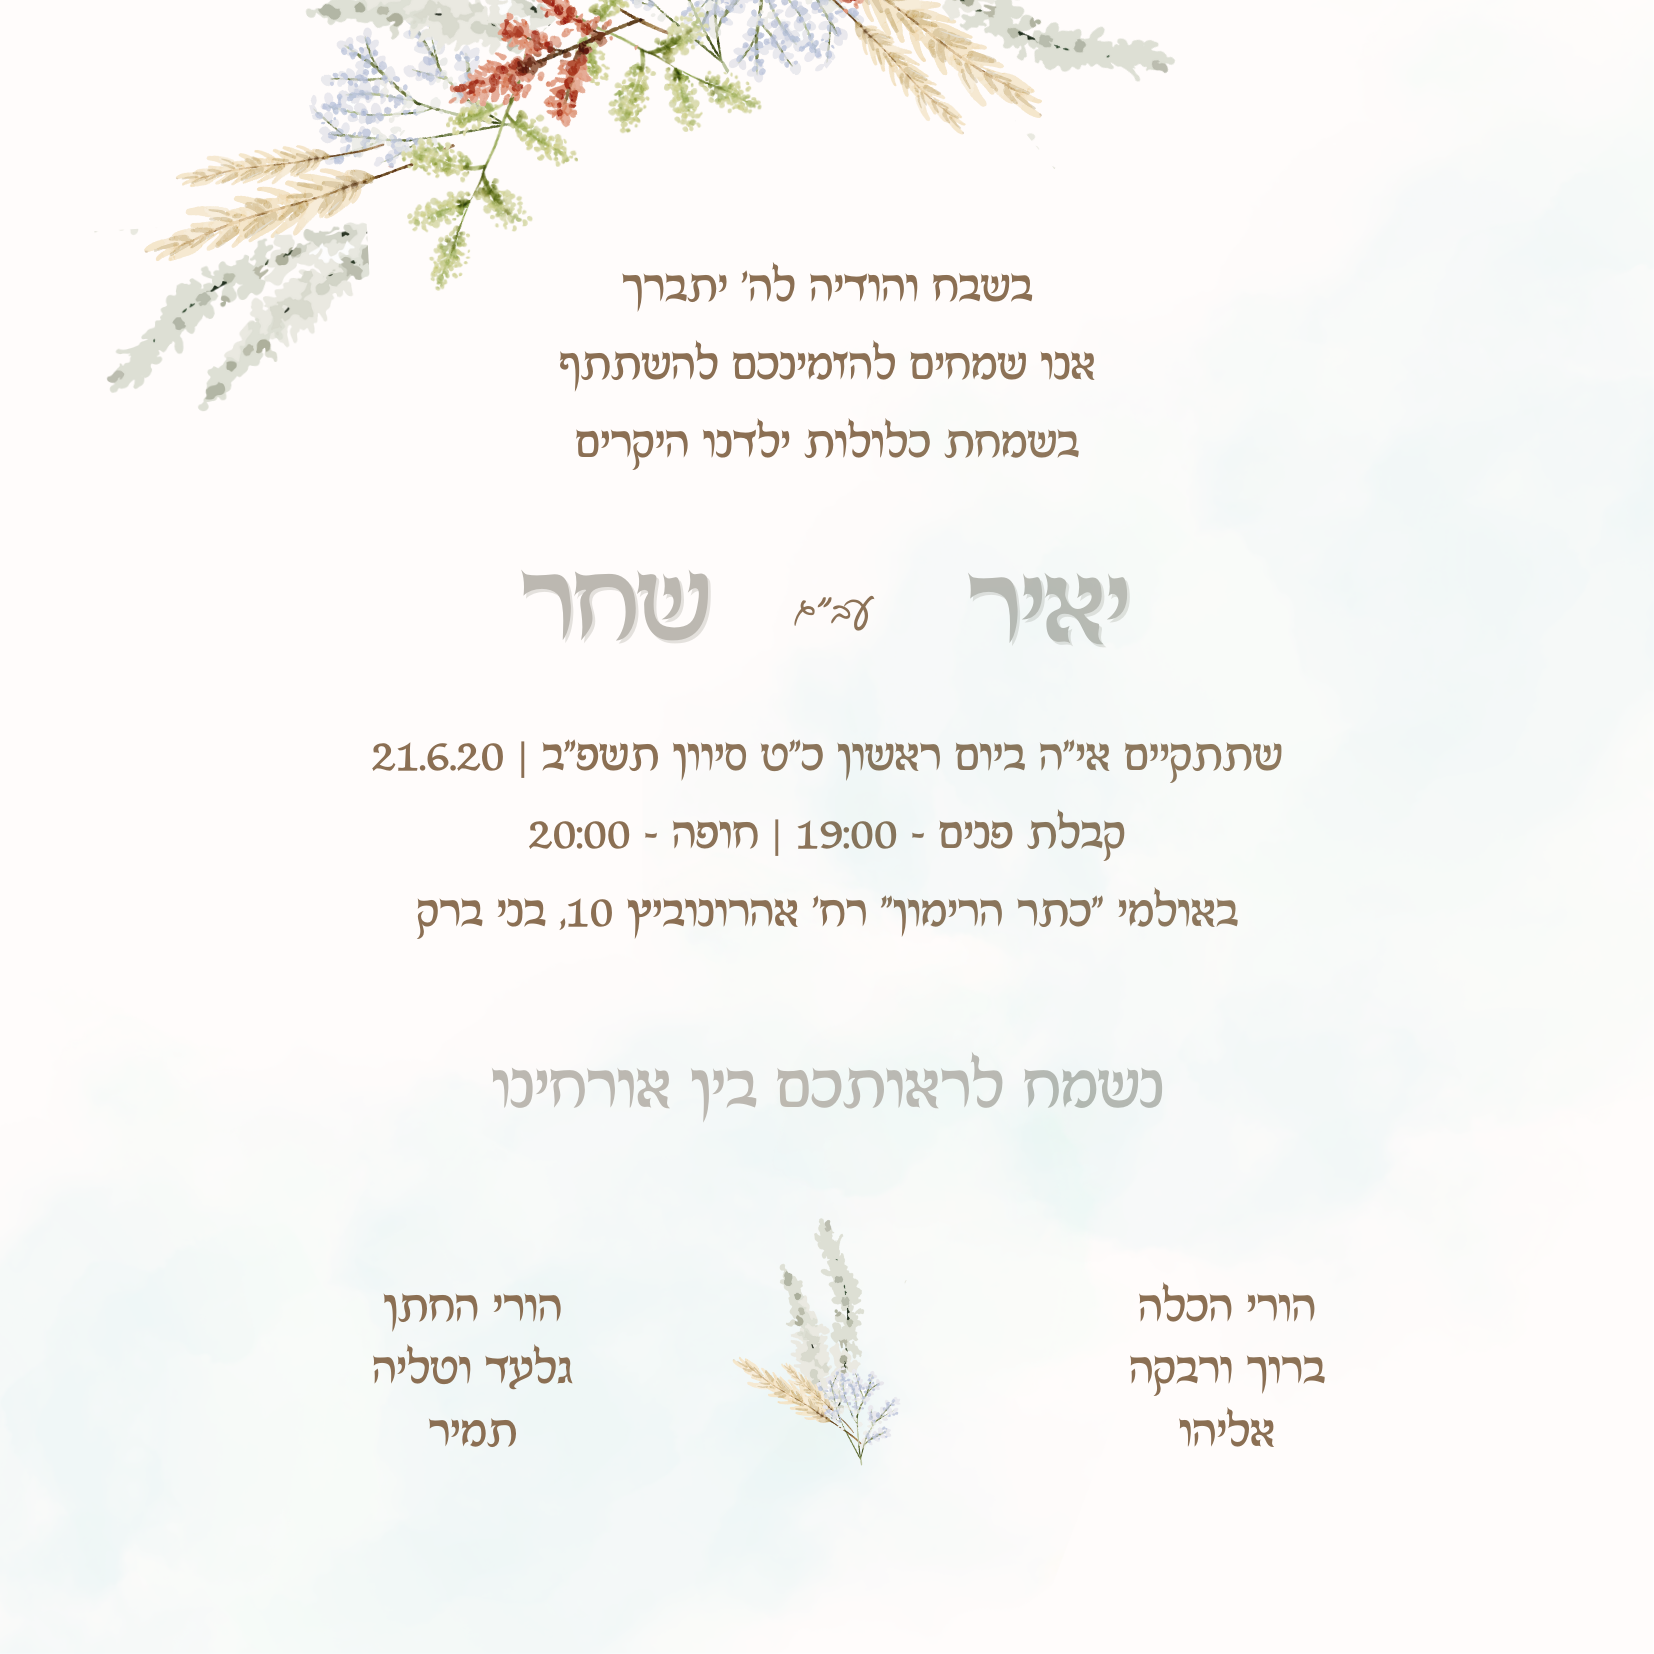 בשבח והודיה לה' יתברך
אנו שמחים להזמינכם להשתתף
בשמחת כלולות ילדנו היקרים
יאיר עב"ג שחר
שתתקיים אי"ה ביום ראשון כ"ט סיוון תשפ"ב | 21.6.20
קבלת פנים - 19:00 | חופה - 20:00
באולמי "כתר הרימון" רח' אהרונוביץ 10, בני ברק
נשמח לראותכם בין אורחינו
הורי הכלה
ברוך ורבקה
אליהו
הורי החתן
גלעד וטליה
תמיר